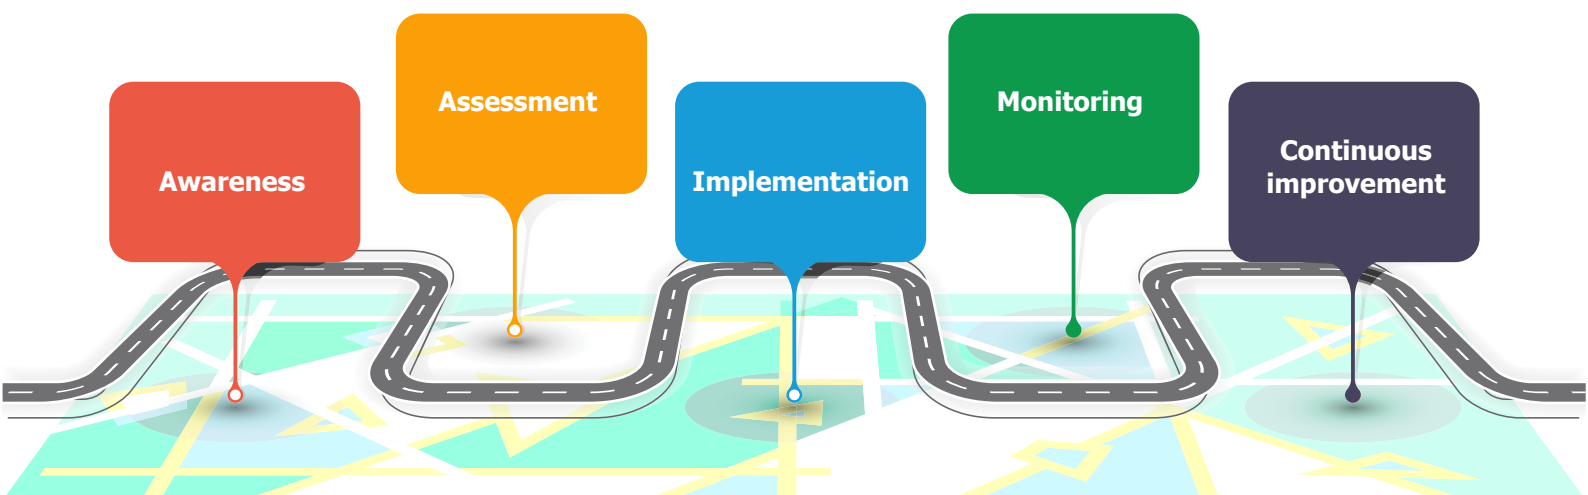 Awareness
Assessment
Implementation
Monitoring
Continuous
improvement